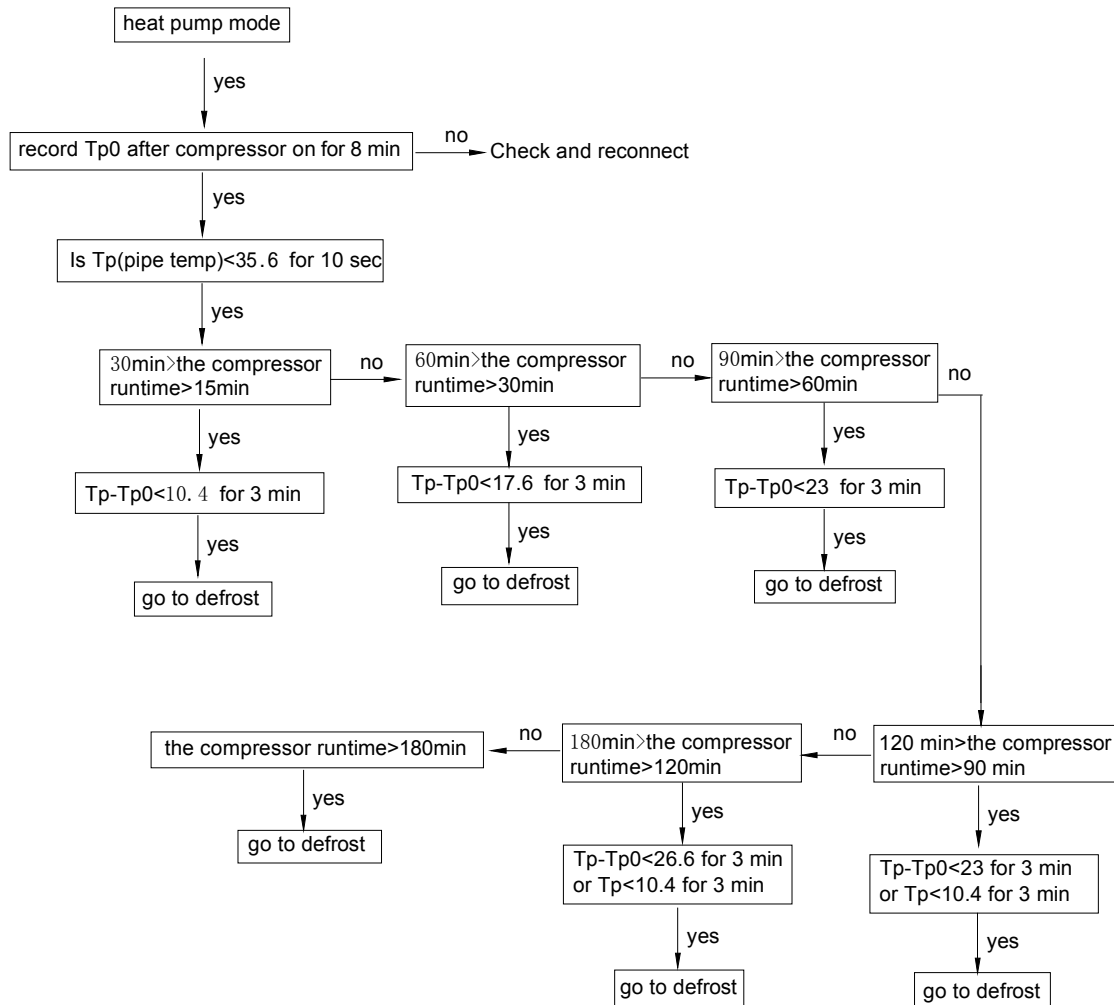 heat pump mode
yes
record Tp0 after compressor on for 8 min
no
Check and reconnect
yes
Is Tp(pipe temp)<35.6 for 10 sec
yes
30min>the compressor
runtime>15min
no
60min>the compressor
runtime>30min
no
90min>the compressor
runtime>60min
no
yes
yes
yes
Tp-Tp0<10.4 for 3 min
Tp-Tp0<17.6 for 3 min
Tp-Tp0<23 for 3 min
yes
yes
yes
go to defrost
go to defrost
go to defrost
the compressor runtime>180min
no
180min>the compressor
runtime>120min
no
120 min>the compressor
runtime>90 min
yes
yes
yes
go to defrost
Tp-Tp0<26.6 for 3 min
or Tp<10.4 for 3 min
Tp-Tp0<23 for 3 min
or Tp<10.4 for 3 min
yes
yes
go to defrost
go to defrost